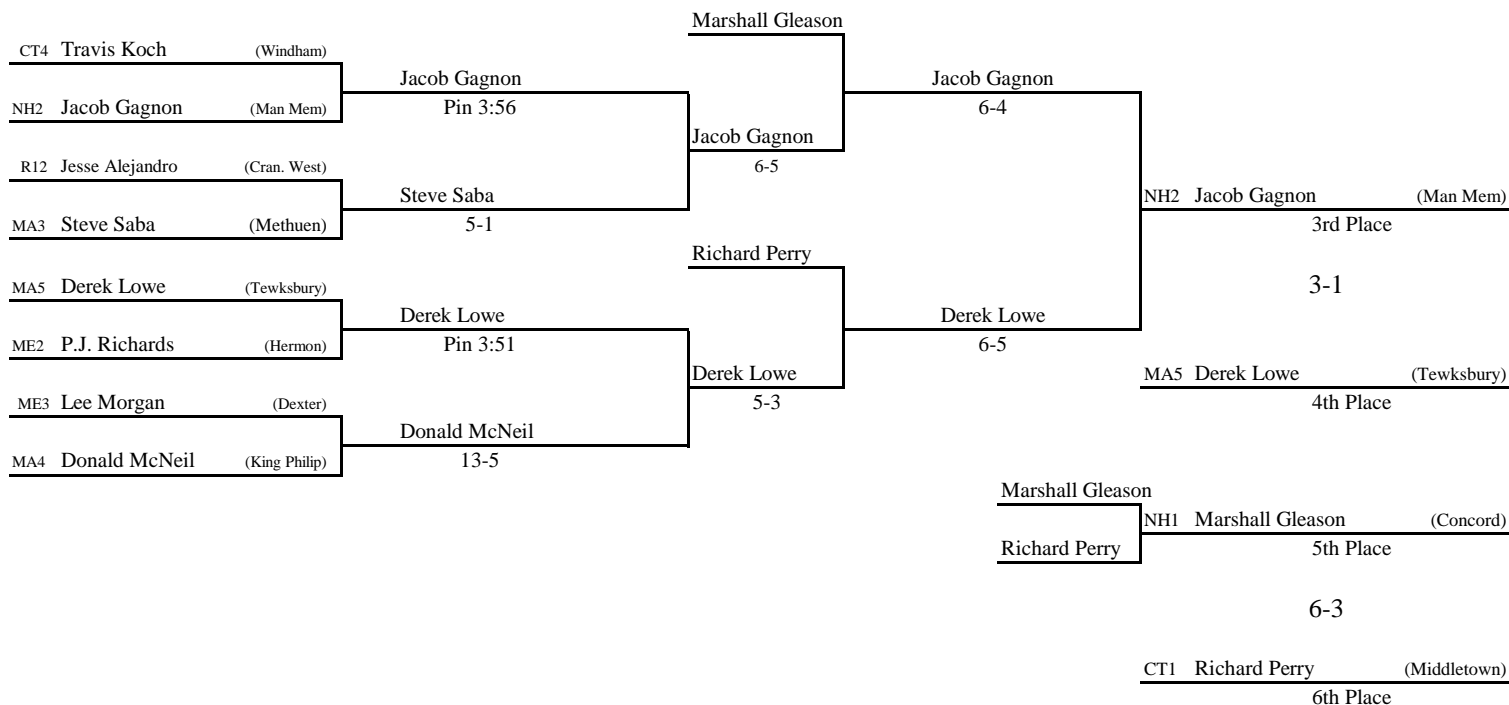 Marshall Gleason
CT4 Travis Koch (Windham)
Jacob Gagnon Jacob Gagnon
NH2 Jacob Gagnon (Man Mem) Pin 3:56 6-4
Jacob Gagnon
R12 Jesse Alejandro (Cran. West) 6-5
Steve Saba NH2 Jacob Gagnon (Man Mem)
MA3 Steve Saba (Methuen) 5-1 3rd Place
Richard Perry
MA5 Derek Lowe (Tewksbury) 3-1
Derek Lowe Derek Lowe
ME2 P.J. Richards (Hermon) Pin 3:51 6-5
Derek Lowe MA5 Derek Lowe (Tewksbury)
ME3 Lee Morgan (Dexter) 5-3 4th Place
Donald McNeil
MA4 Donald McNeil (King Philip) 13-5
Marshall Gleason
NH1 Marshall Gleason (Concord)
Richard Perry 5th Place
6-3
CT1 Richard Perry (Middletown)
6th Place